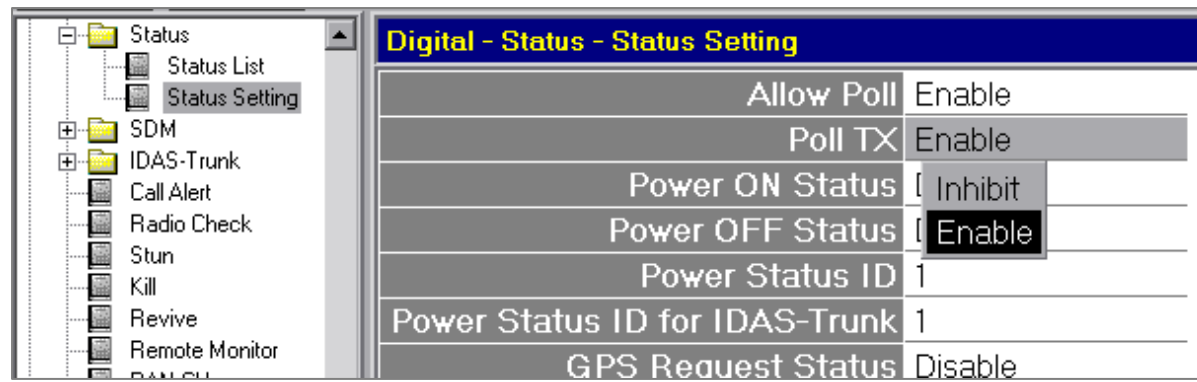 Status
Status List
Status Setting
SDM
IDAS-Trunk
Call Alert
Radio Check
Stun
Kill
Revive
Remote Monitor
Digital - Status - Status Setting
Allow Poll Enable
Poll TX Enable
Power ON Status
Inhibit
Power OFF Status
Enable
Power Status ID 1
Power Status ID for IDAS-Trunk 1
GPS Request Status Disable